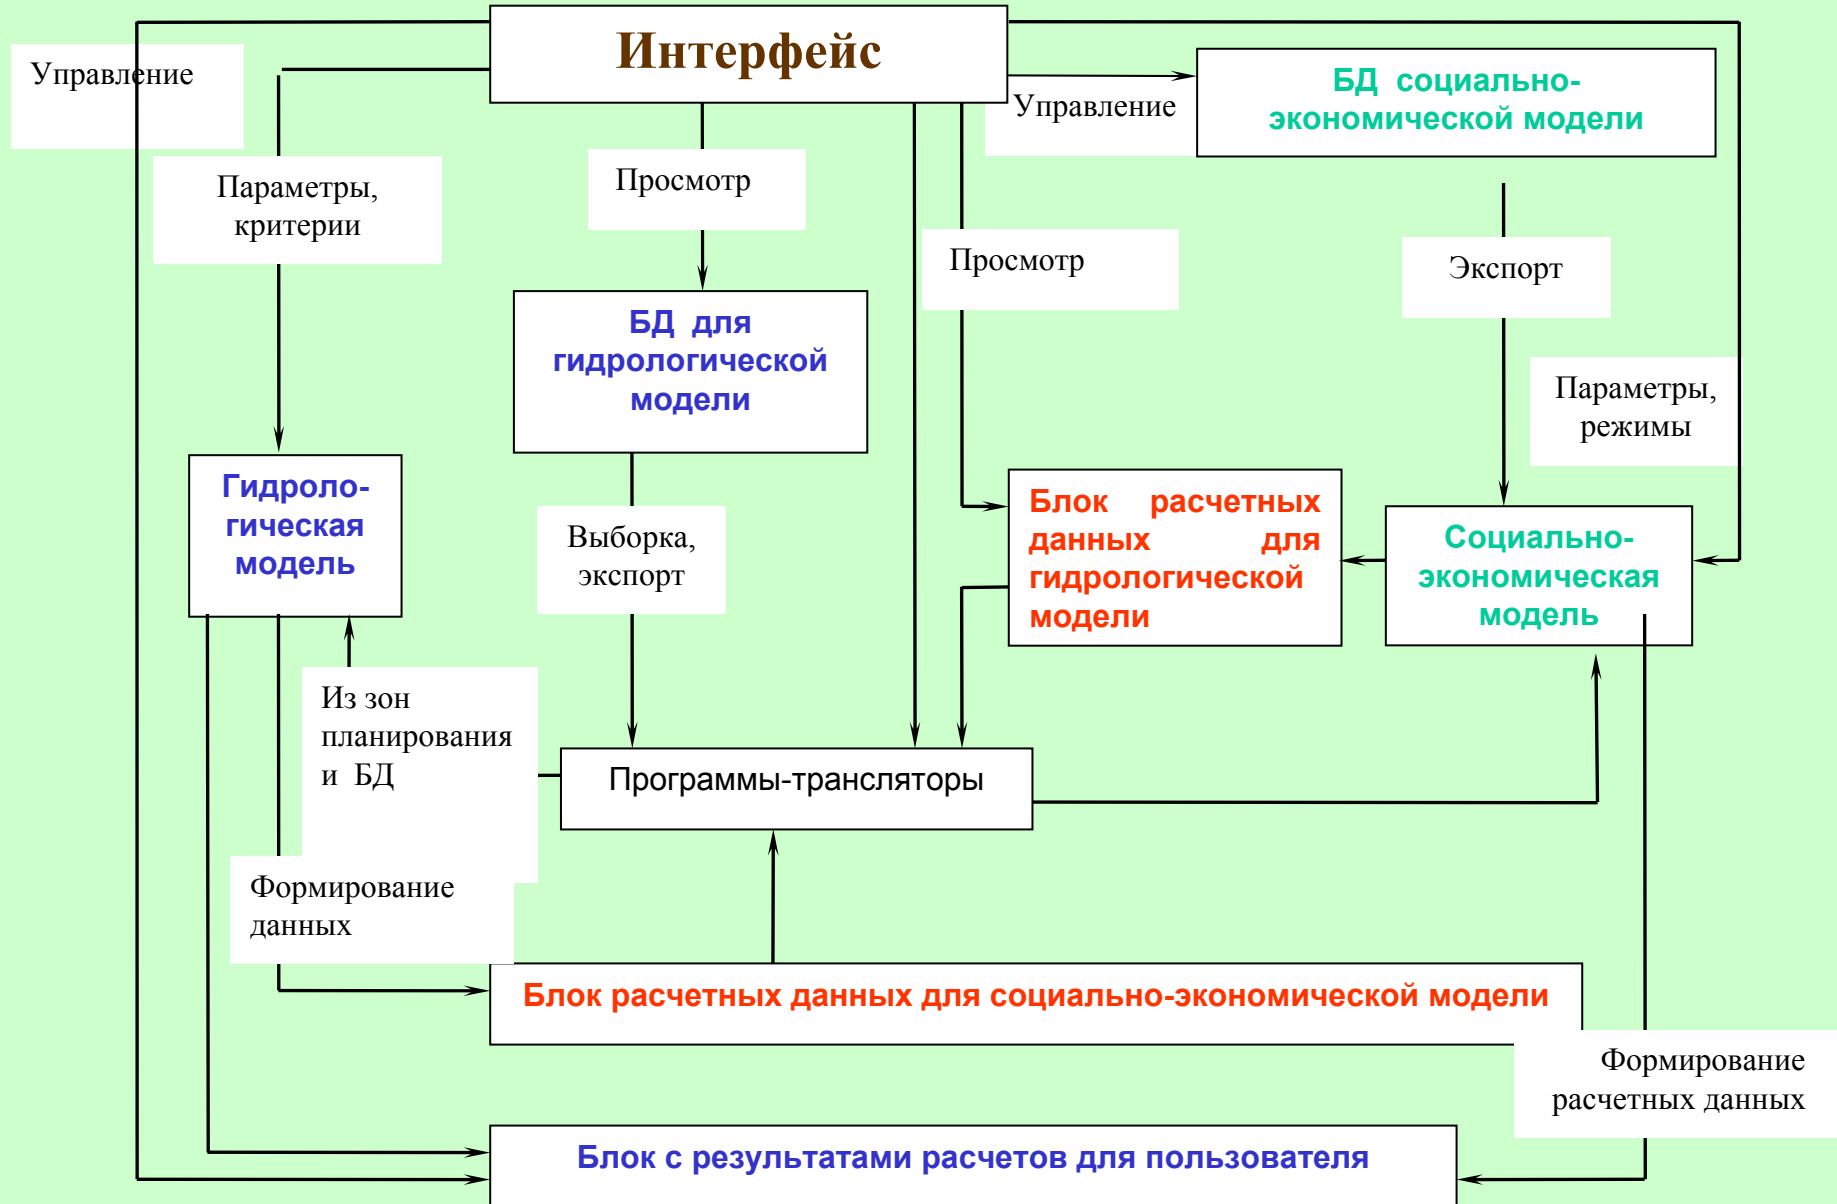 Интерфейс
Управление
БД социально-
экономической модели
Управление
Параметры,
критерии
Просмотр
Просмотр
Экспорт
БД для
гидрологической
модели
Параметры,
режимы
Гидроло-
гическая
модель
Выборка,
экспорт
Блок расчетных
данных для
гидрологической
модели
Социально-
экономическая
модель
Из зон
планирования
и БД
Программы-трансляторы
Формирование
данных
Блок расчетных данных для социально-экономической модели
Формирование
расчетных данных
Блок с результатами расчетов для пользователя